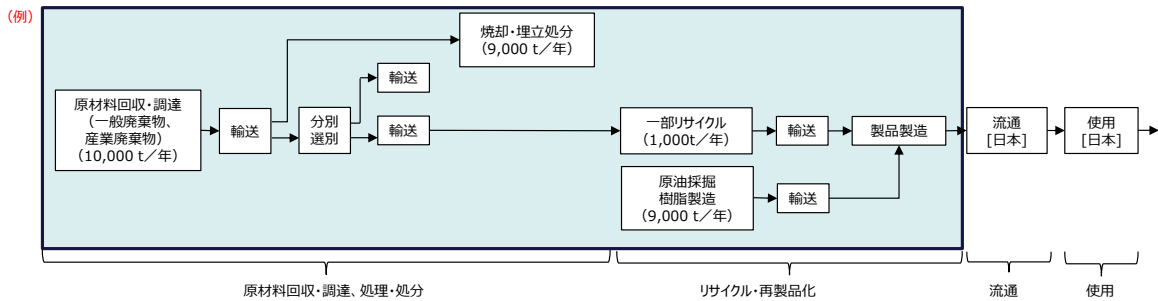 （例）
焼却・埋立処分
（9,000 t／年）
輸送
原材料回収・調達
（一般廃棄物、
産業廃棄物）
（10,000 t／年）
輸送
分別
選別
輸送
一部リサイクル
（1,000t／年）
輸送
製品製造
流通
[日本]
使用
[日本]
原油採掘
樹脂製造
（9,000 t／年）
輸送
原材料回収・調達、処理・処分
リサイクル・再製品化
流通
使用